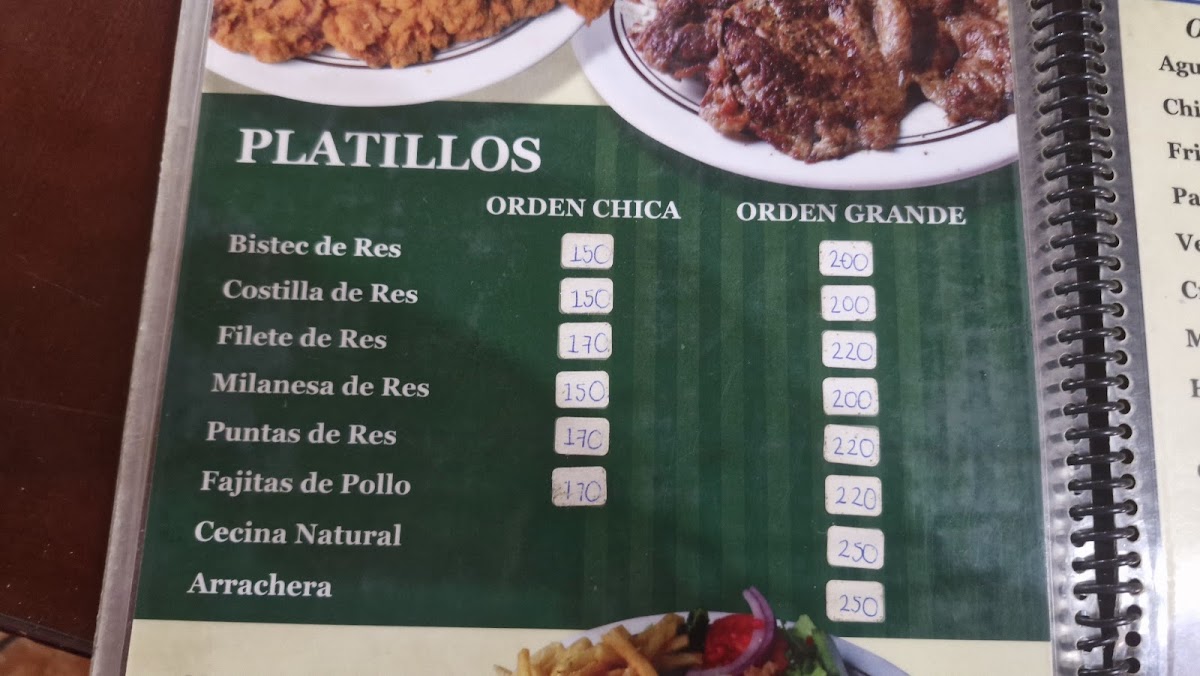 PLATILLOS
ORDEN CHICA ORDEN GRANDE
Bistec de Res 150 200
Costilla de Res 150 200
Filete de Res 170 220
Milanesa de Res 150 200
Puntas de Res 170 220
Fajitas de Pollo 170 220
Cecina Natural 250
Arrachera 250